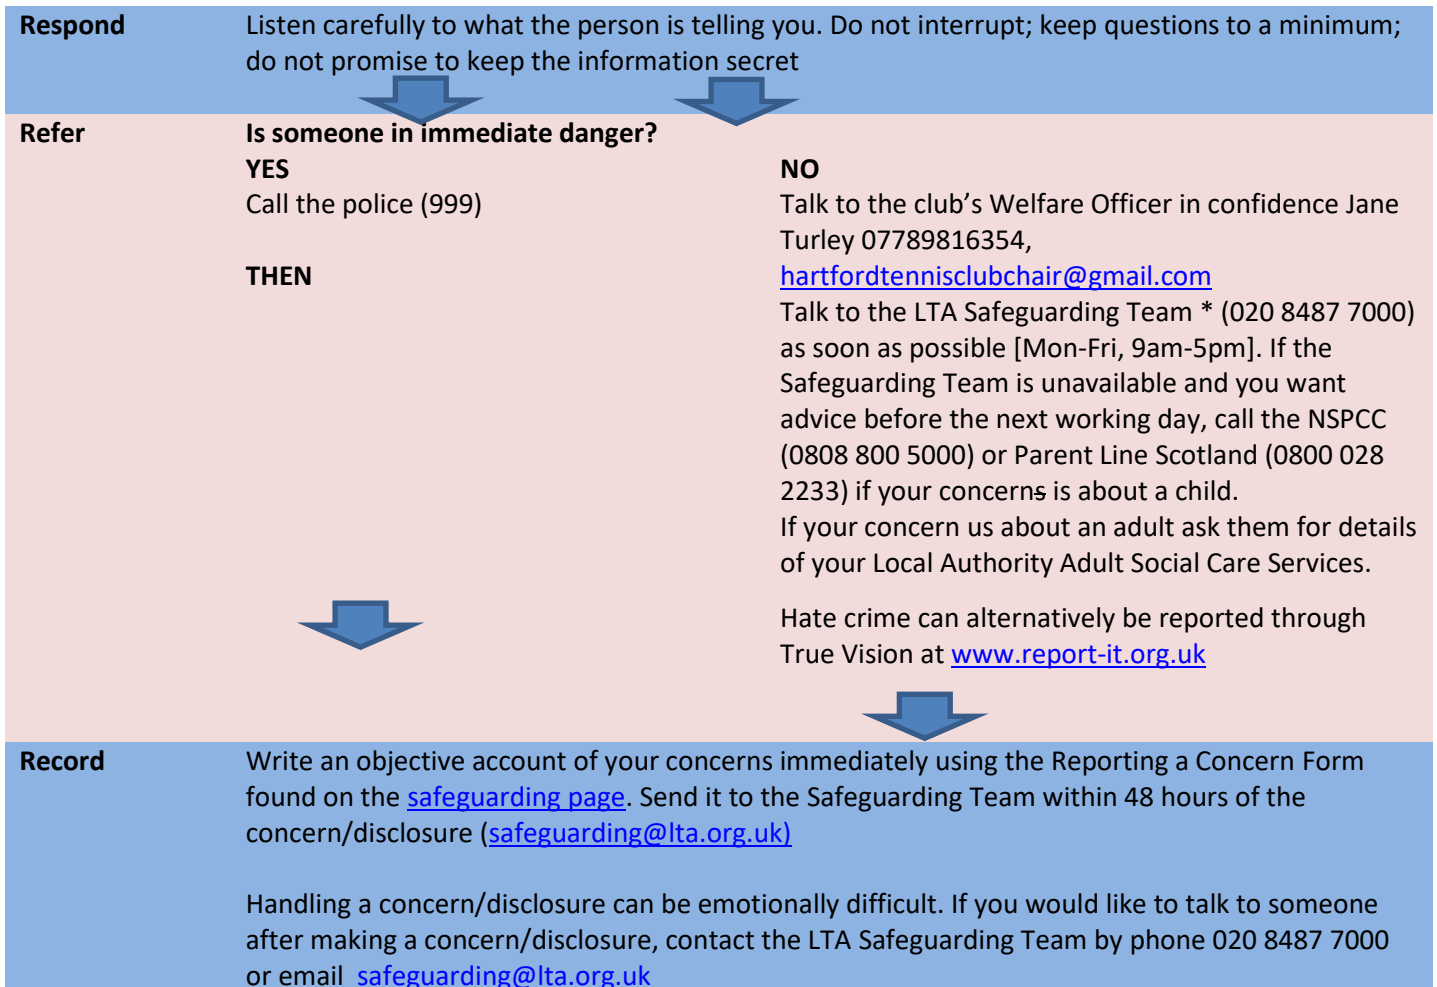 Respond
Listen carefully to what the person is telling you. Do not interrupt; keep questions to a minimum;
do not promise to keep the information secret
Refer
Is someone in immediate danger?
YES
Call the police (999)
THEN
NO
Talk to the club’s Welfare Officer in confidence Jane
Turley 07789816354,
hartfordtennisclubchair@gmail.com
Talk to the LTA Safeguarding Team * (020 8487 7000)
as soon as possible [Mon-Fri, 9am-5pm]. If the
Safeguarding Team is unavailable and you want
advice before the next working day, call the NSPCC
(0808 800 5000) or Parent Line Scotland (0800 028
2233) if your concerns is about a child.
If your concern us about an adult ask them for details
of your Local Authority Adult Social Care Services.
Hate crime can alternatively be reported through
True Vision at www.report-it.org.uk
Record
Write an objective account of your concerns immediately using the Reporting a Concern Form
found on the safeguarding page. Send it to the Safeguarding Team within 48 hours of the
concern/disclosure (safeguarding@lta.org.uk)
Handling a concern/disclosure can be emotionally difficult. If you would like to talk to someone
after making a concern/disclosure, contact the LTA Safeguarding Team by phone 020 8487 7000
or email safeguarding@lta.org.uk